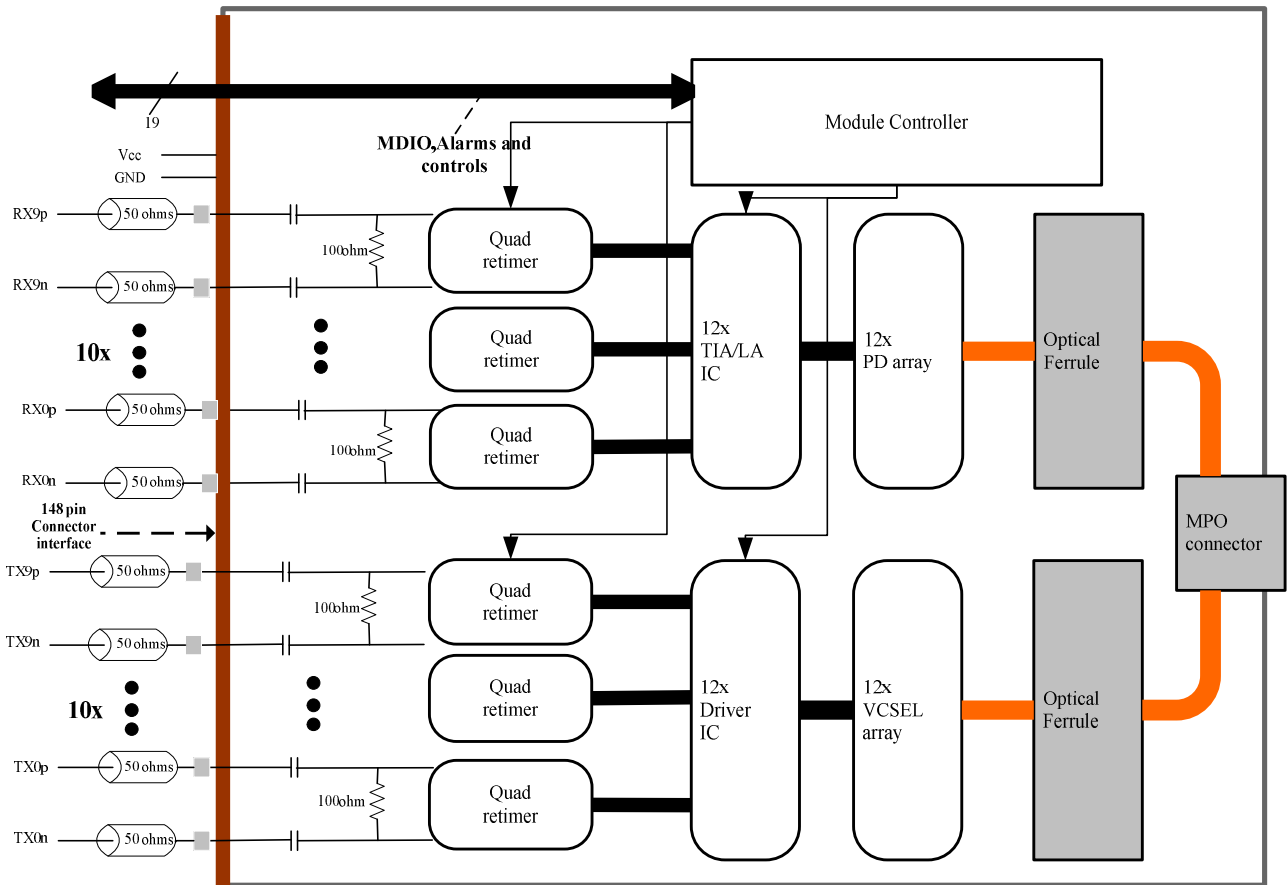 Module Controller
19
MDIO,Alarms and
controls
Vcc
GND
RX9p
50 ohms
100ohm
Quad
retimer
RX9n
50 ohms
10x
Quad
retimer
12x
TIA/LA
IC
12x
PD array
Optical
Ferrule
RX0p
50 ohms
100ohm
Quad
retimer
RX0n
50 ohms
148 pin
Connector
interface
MPO
connector
TX9p
50 ohms
100ohm
Quad
retimer
TX9n
50 ohms
10x
Quad
retimer
12x
Driver
IC
12x
VCSEL
array
Optical
Ferrule
TX0p
50 ohms
100ohm
Quad
retimer
TX0n
50 ohms